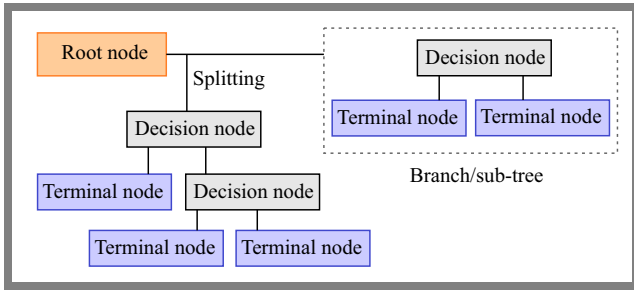 Root node
Decision node
Splitting
Terminal node
Terminal node
Decision node
Branch/sub-tree
Terminal node
Decision node
Terminal node
Terminal node